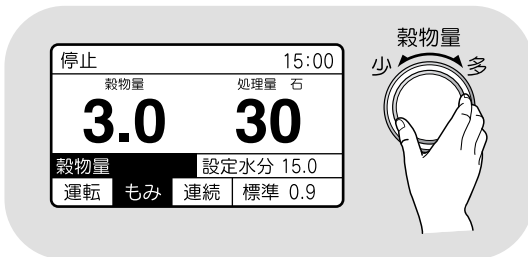 停止 15:00
穀物量 処理量 石
3.0 30
穀物量 設定水分 15.0
運転 もみ 連続 標準 0.9
穀物量
少 多